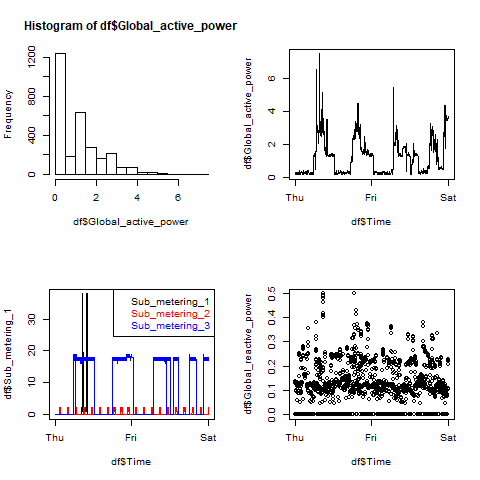 Histogram of df$Global_active_power
Frequency
0 400 800 1200
0 2 4 6
df$Global_active_power
df$Global_active_power
0 2 4 6
Thu Fri Sat
df$Time
df$Sub_metering_1
0 10 20 30
Sub_metering_1
Sub_metering_2
Sub_metering_3
Thu Fri Sat
df$Time
df$Global_reactive_power
0.0 0.1 0.2 0.3 0.4 0.5
Thu Fri Sat
df$Time